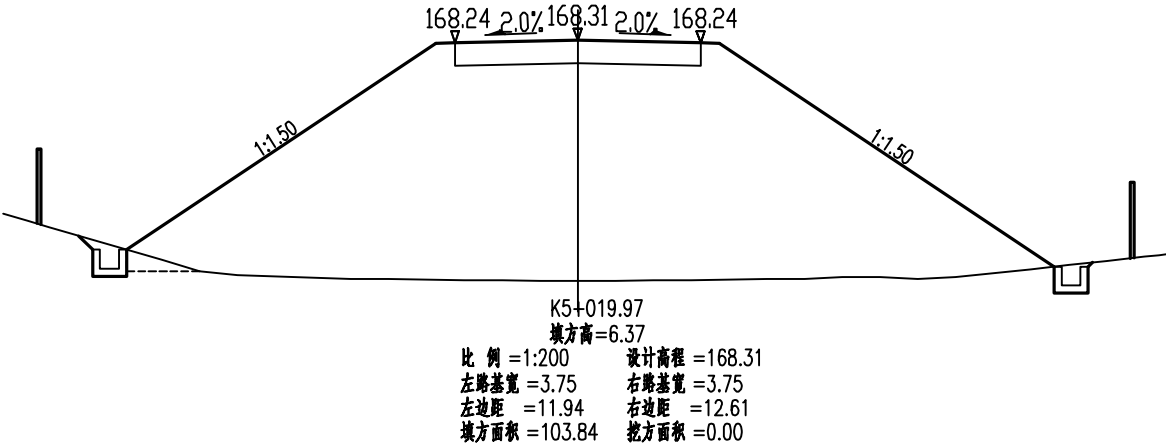 168.24 2.0% 168.31 2.0% 168.24
1:1.50
1:1.50
K5+019.97
填方高=6.37
比 例 =1:200 设计高程 =168.31
左路基宽 =3.75 右路基宽 =3.75
左边距 =11.94 右边距 =12.61
填方面积 =103.84 挖方面积 =0.00